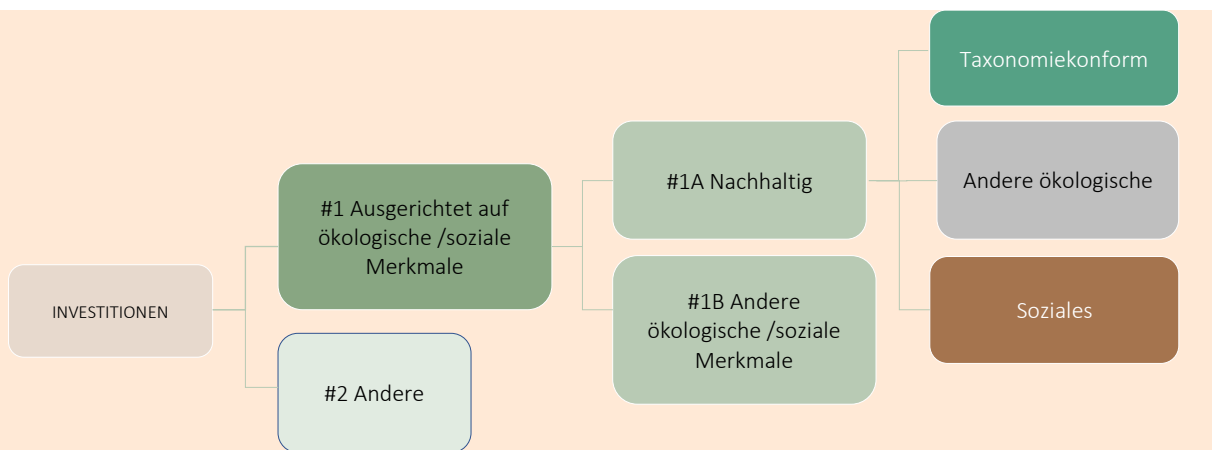 INVESTITIONEN
#1 Ausgerichtet auf
ökologische /soziale
Merkmale
#2 Andere
#1A Nachhaltig
#1B Andere
ökologische /soziale
Merkmale
Taxonomiekonform
Andere ökologische
Soziales